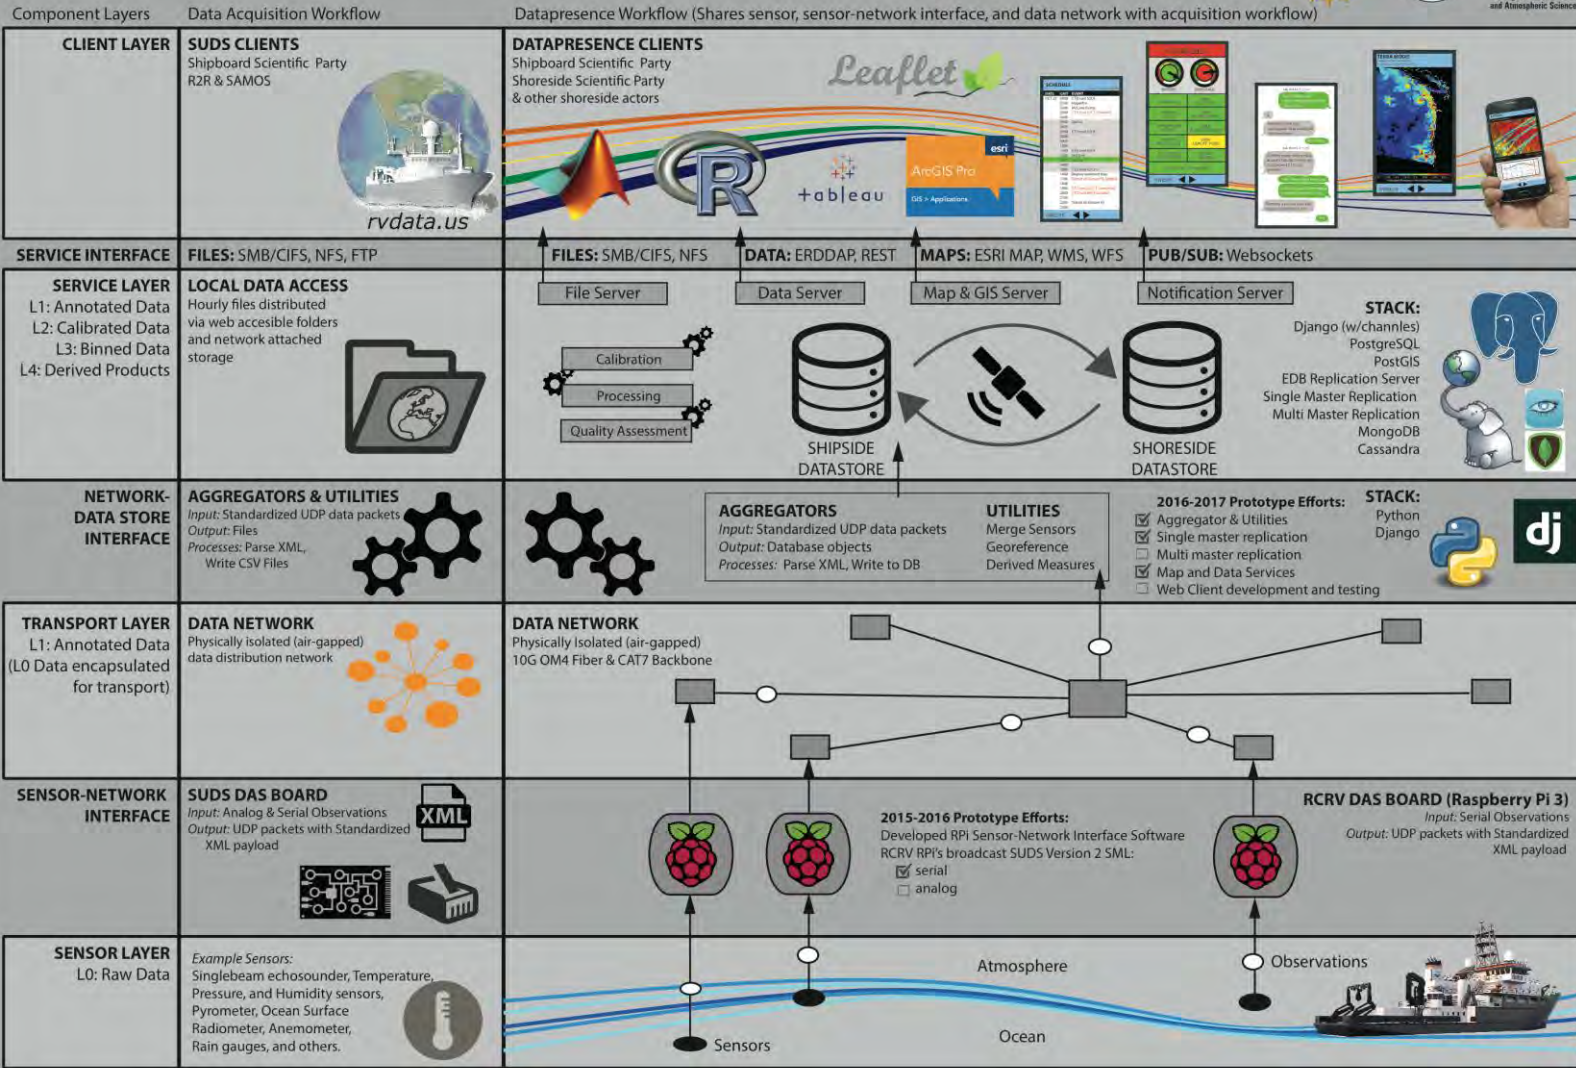 and Atmospheric Science
Component Layers
Data Acquisition Workflow
Datapresence Workflow (Shares sensor, sensor-network interface, and data network with acquisition workflow)
CLIENT LAYER
SUDS CLIENTS
Shipboard Scientific Party
R2R & SAMOS
rvdata.us
DATAPRESENCE CLIENTS
Shipboard Scientific Party
Shoreside Scientific Party
& other shoreside actors
Leaflet
R
+ableau
esri
ArcGIS Pro
GIS > Applications
SCHEDULE
SERVICE INTERFACE
FILES: SMB/CIFS, NFS, FTP
FILES: SMB/CIFS, NFS
DATA: ERDDAP, REST
MAPS: ESRI MAP, WMS, WFS
PUB/SUB: Websockets
SERVICE LAYER
L1: Annotated Data
L2: Calibrated Data
L3: Binned Data
L4: Derived Products
LOCAL DATA ACCESS
Hourly files distributed
via web accesible folders
and network attached
storage
File Server
Data Server
Map & GIS Server
Notification Server
Calibration
Processing
Quality Assessment
SHIPSIDE
DATASTORE
SHORESIDE
DATASTORE
STACK:
Django (w/channles)
PostgreSQL
PostGIS
EDB Replication Server
Single Master Replication
Multi Master Replication
MongoDB
Cassandra
NETWORK-
DATA STORE
INTERFACE
AGGREGATORS & UTILITIES
Input: Standardized UDP data packets
Output: Files
Processes: Parse XML,
Write CSV Files
AGGREGATORS
Input: Standardized UDP data packets
Output: Database objects
Processes: Parse XML, Write to DB
UTILITIES
Merge Sensors
Georeference
Derived Measures
2016-2017 Prototype Efforts:
Aggregator & Utilities
Single master replication
Multi master replication
Map and Data Services
Web Client development and testing
STACK:
Python
Django
dj
TRANSPORT LAYER
L1: Annotated Data
(L0 Data encapsulated
for transport)
DATA NETWORK
Physically isolated (air-gapped)
data distribution network
DATA NETWORK
Physically Isolated (air-gapped)
10G OM4 Fiber & CAT7 Backbone
SENSOR-NETWORK
INTERFACE
SUDS DAS BOARD
Input: Analog & Serial Observations
Output: UDP packets with Standardized
XML payload
XML
2015-2016 Prototype Efforts:
Developed RPi Sensor-Network Interface Software
RCRV RPi's broadcast SUDS Version 2 SML:
serial
analog
RCRV DAS BOARD (Raspberry Pi 3)
Input: Serial Observations
Output: UDP packets with Standardized
XML payload
SENSOR LAYER
L0: Raw Data
Example Sensors:
Singlebeam echosounder, Temperature,
Pressure, and Humidity sensors,
Pyrometer, Ocean Surface
Radiometer, Anemometer,
Rain gauges, and others.
Atmosphere
Observations
Sensors
Ocean